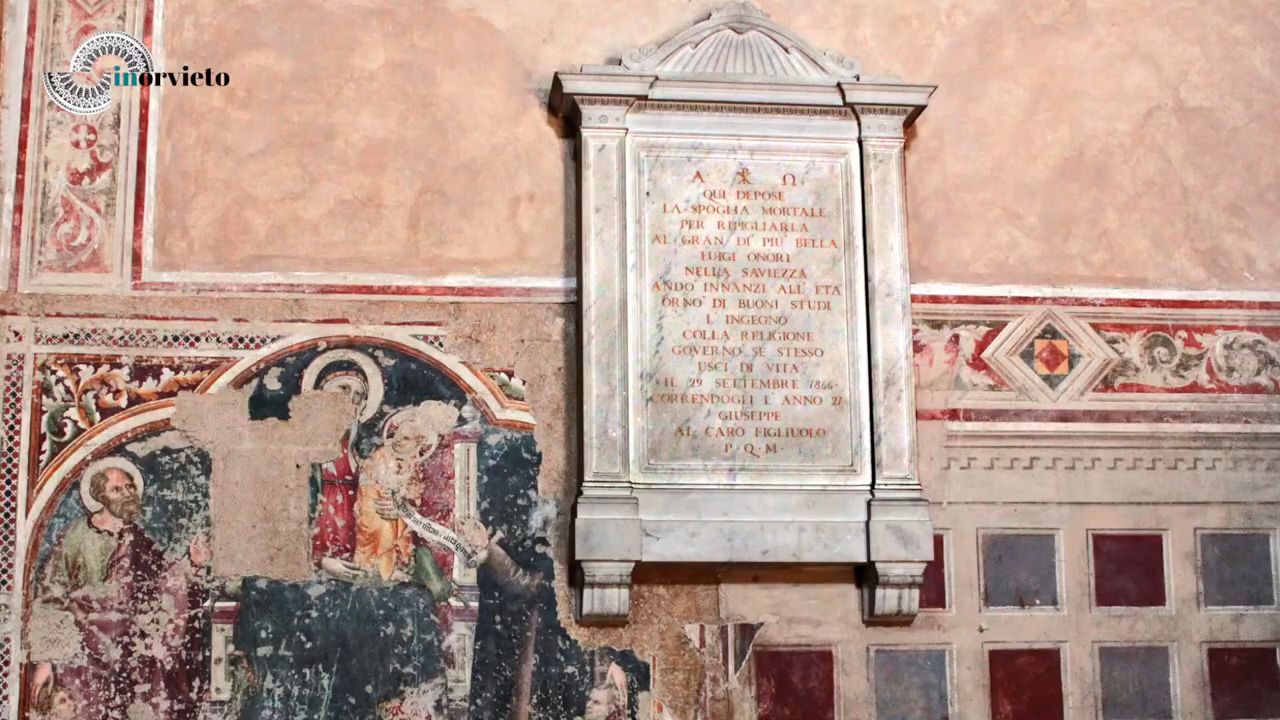 inorvieto
Α ☧ Ω
QUI DEPOSE
LA SPOGLIA MORTALE
PER RIPIGLIARLA
AL GRAN DI PIU BELLA
LUIGI ONORI
NELLA SAVIEZZA
ANDO INNANZI ALL ETA
ORNO DI BUONI STUDI
L INGEGNO
COLLA RELIGIONE
GOVERNO SE STESSO
USCI DI VITA
IL 29 SETTEMBRE 1866·
CORRENDOGLI L ANNO 21
GIUSEPPE
AL CARO FIGLIUOLO
P·Q·M·